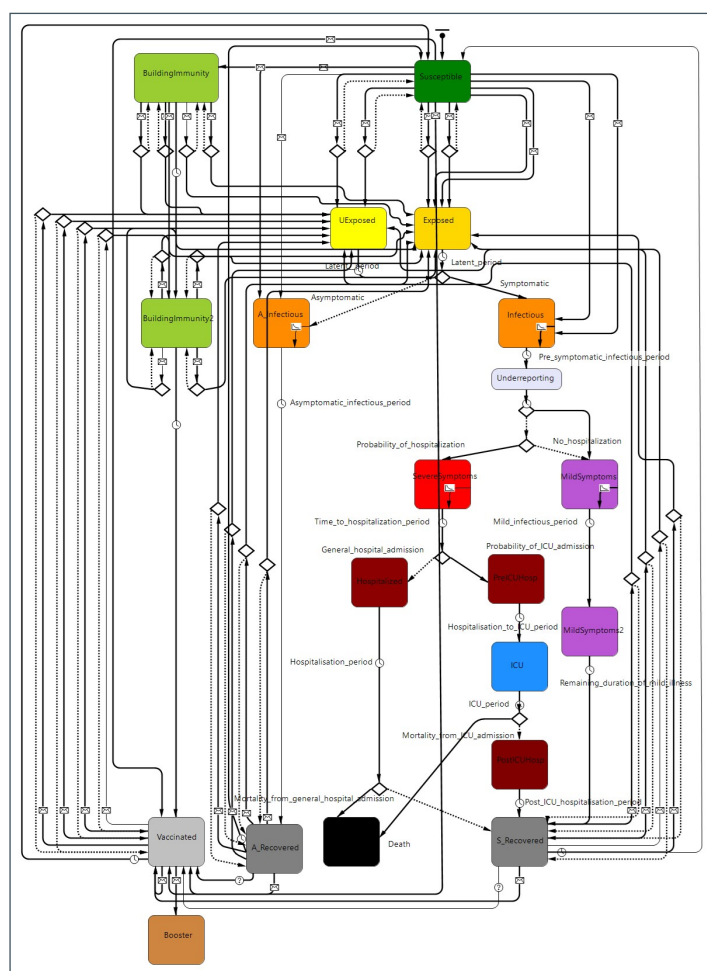 BuildingImmunity
Susceptible
UExposed
Exposed
Latent_period
Latent_period
Asymptomatic
Symptomatic
BuildingImmunity2
A_Infectious
Infectious
Pre_symptomatic_infectious_period
Underreporting
Asymptomatic_infectious_period
Probability_of_hospitalization
No_hospitalization
SevereSymptoms
MildSymptoms
Time_to_hospitalization_period
Mild_infectious_period
General_hospital_admission
Probability_of_ICU_admission
Hospitalized
PreICUHosp
Hospitalisation_to_ICU_period
MildSymptoms2
Hospitalisation_period
ICU
Remaining_duration_of_mild_illness
ICU_period
Mortality_from_ICU_admission
PostICUHosp
Mortality_from_general_hospital_admission
Post_ICU_hospitalisation_period
Vaccinated
A_Recovered
Death
S_Recovered
?
?
Booster